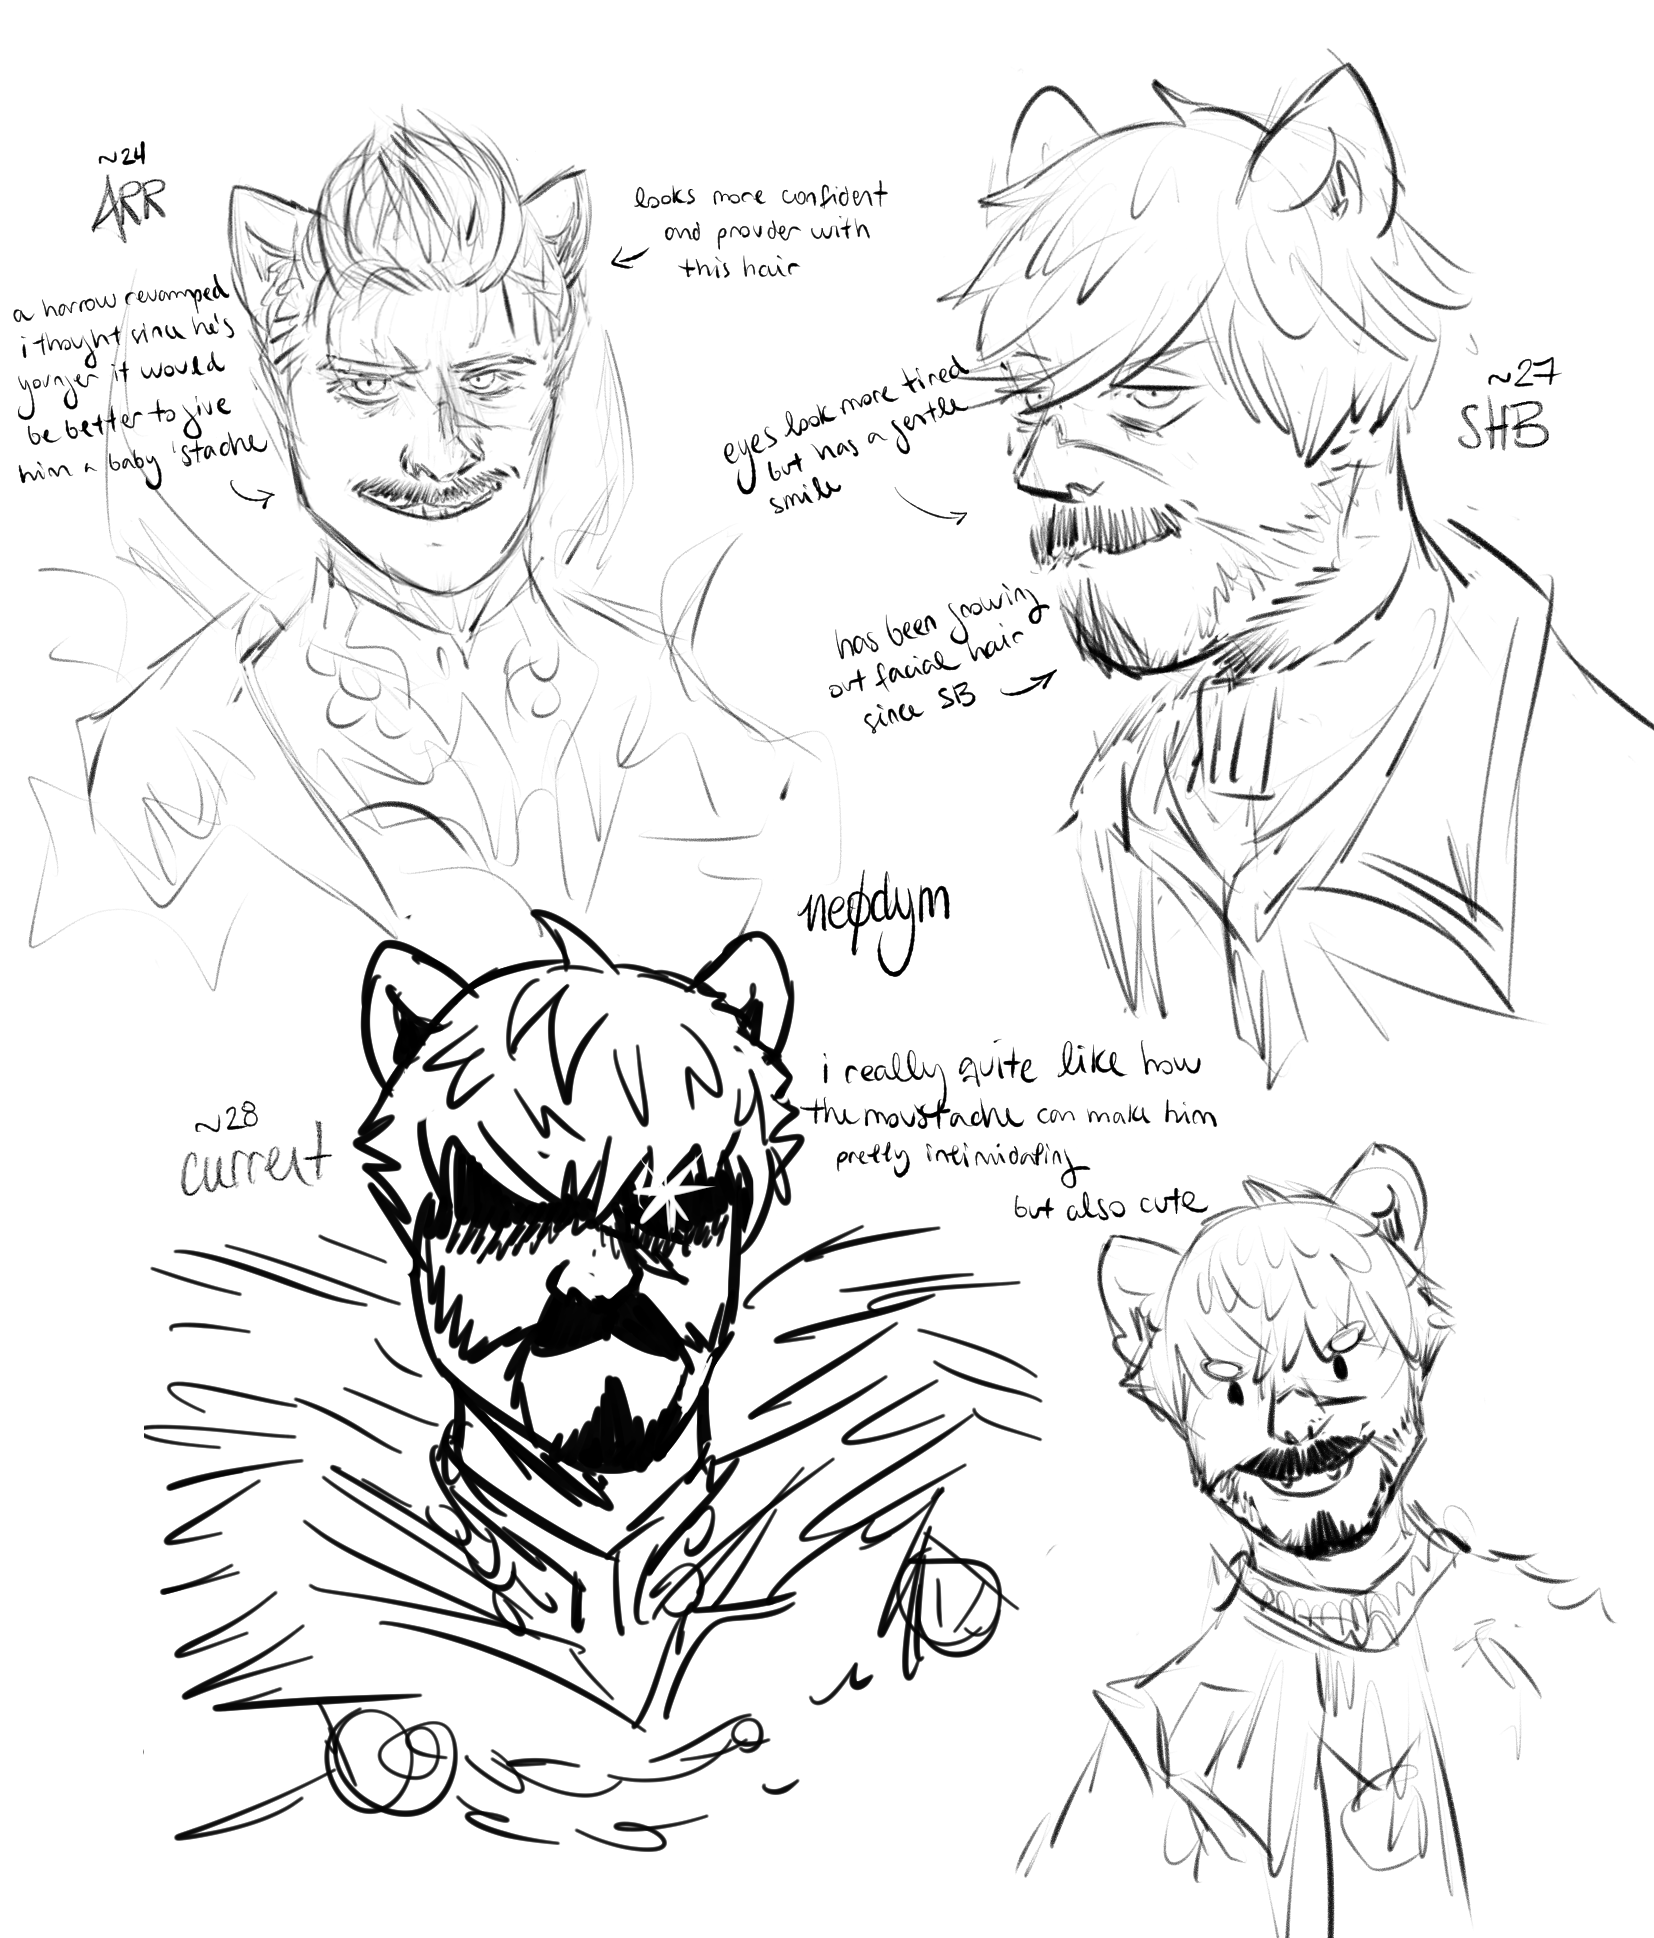 ~24
ARR
looks more confident
and prouder with
this hair
a harrow revamped
i thought since he's
younger it would
be better to give
him a baby 'stache
~27
SHB
eyes look more tired
but has a gentle
smile
has been growing
out facial hair
since SB
neødym
~28
current
i really quite like how
the moustache can make him
pretty intimidating
but also cute